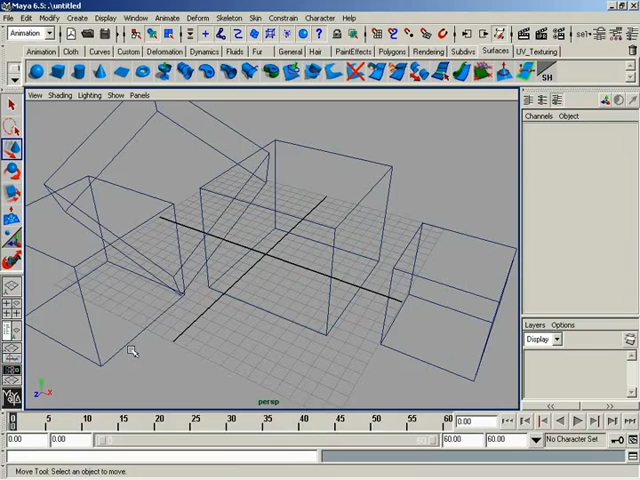 Maya 6.5: .\untitled
File Edit Modify Create Display Window Animate Deform Skeleton Skin Constrain Character Help
Animation
Animation Cloth Curves Custom Deformation Dynamics Fluids Fur General Hair PaintEffects Polygons Rendering Subdivs Surfaces UV_Texturing
SH
View Shading Lighting Show Panels
Channels Object
Layers Options
Display
y
x
persp
5 10 15 20 25 30 35 40 45 50 55 60 0.00
0.00 0.00 60.00 60.00 No Character Set
Move Tool: Select an object to move.